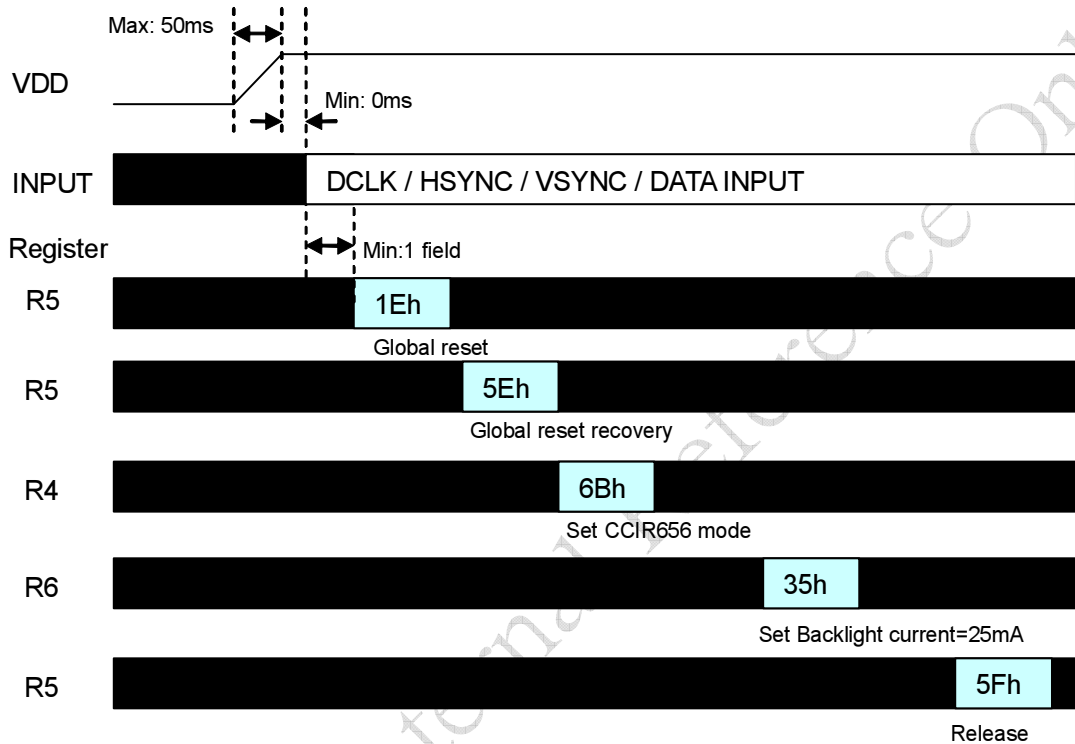 Max: 50ms
VDD
Min: 0ms
INPUT
DCLK / HSYNC / VSYNC / DATA INPUT
Register
Min:1 field
R5
1Eh
Global reset
R5
5Eh
Global reset recovery
R4
6Bh
Set CCIR656 mode
R6
35h
Set Backlight current=25mA
R5
5Fh
Release